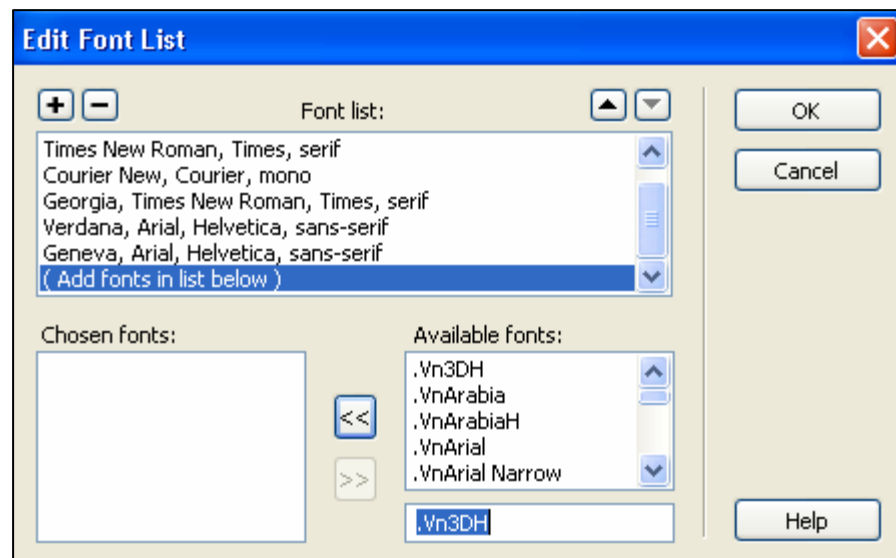 Edit Font List
Font list:
OK
Times New Roman, Times, serif
Courier New, Courier, mono
Georgia, Times New Roman, Times, serif
Verdana, Arial, Helvetica, sans-serif
Geneva, Arial, Helvetica, sans-serif
( Add fonts in list below )
Cancel
Chosen fonts:
Available fonts:
.Vn3DH
.VnArabia
.VnArabiaH
.VnArial
.VnArial Narrow
<<
>>
.Vn3DH
Help